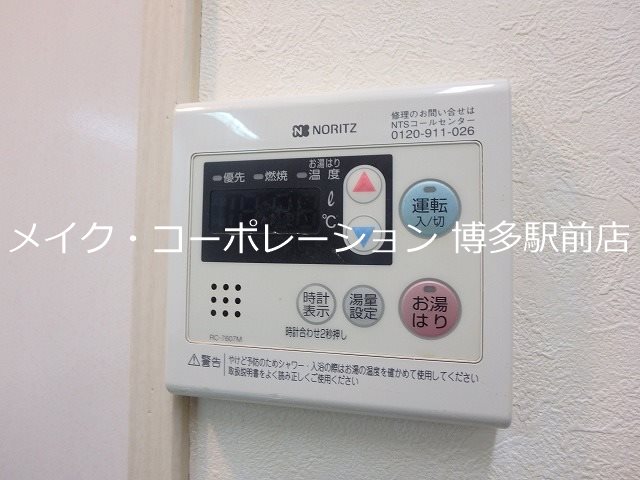 NORITZ
修理のお問い合せは
NTSコールセンター
0120-911-026
お湯はり
優先 燃焼 温度
ℓ
℃
運転
入/切
メイク・コーポレーション 博多駅前店
時計
表示
湯量
設定
お湯
はり
時計合わせ2秒押し
RC-7607M
警告
やけど予防のためシャワー・入浴の際はお湯の温度を確かめて使用してください
取扱説明書をよく読み正しくご使用ください